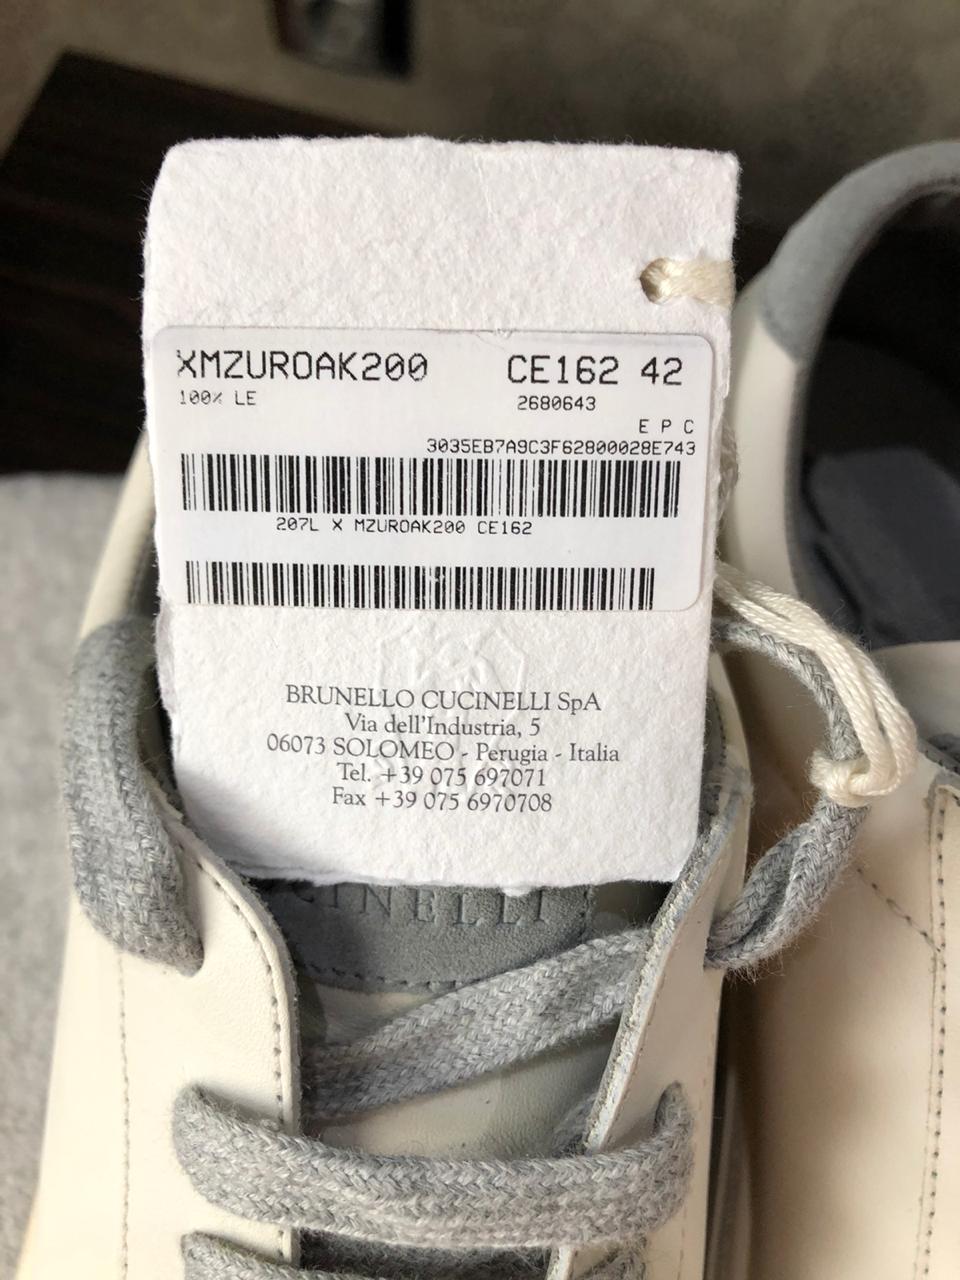 XMZUROAK200 CE162 42
100% LE 2680643
E P C
3035EB7A9C3F62800028E743
207L X MZUROAK200 CE162
BRUNELLO CUCINELLI SpA
Via dell'Industria, 5
06073 SOLOMEO - Perugia - Italia
Tel. +39 075 697071
Fax +39 075 6970708
CINELLI